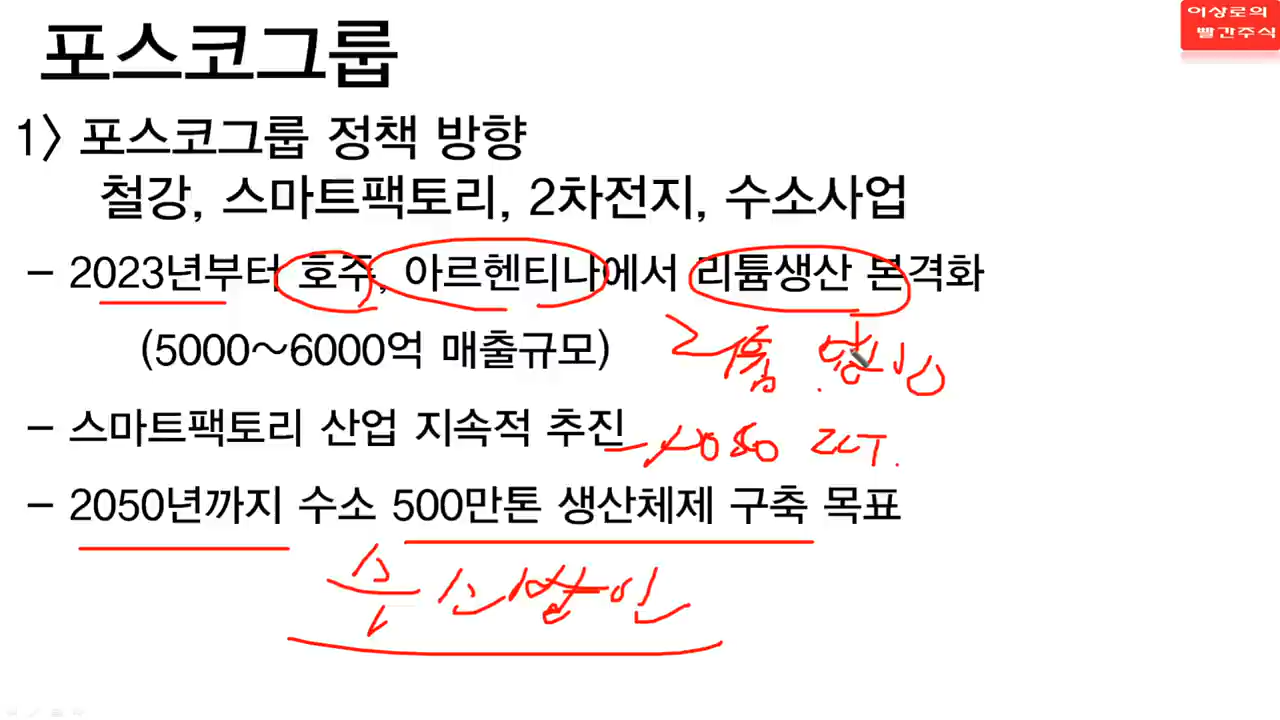 이상로의
빨간주식
포스코그룹
1〉 포스코그룹 정책 방향
철강, 스마트팩토리, 2차전지, 수소사업
– 2023년부터 호주, 아르헨티나에서 리튬생산 본격화
(5000~6000억 매출규모)
리튬
– 스마트팩토리 산업 지속적 추진
ICT.
– 2050년까지 수소 500만톤 생산체제 구축 목표
수소